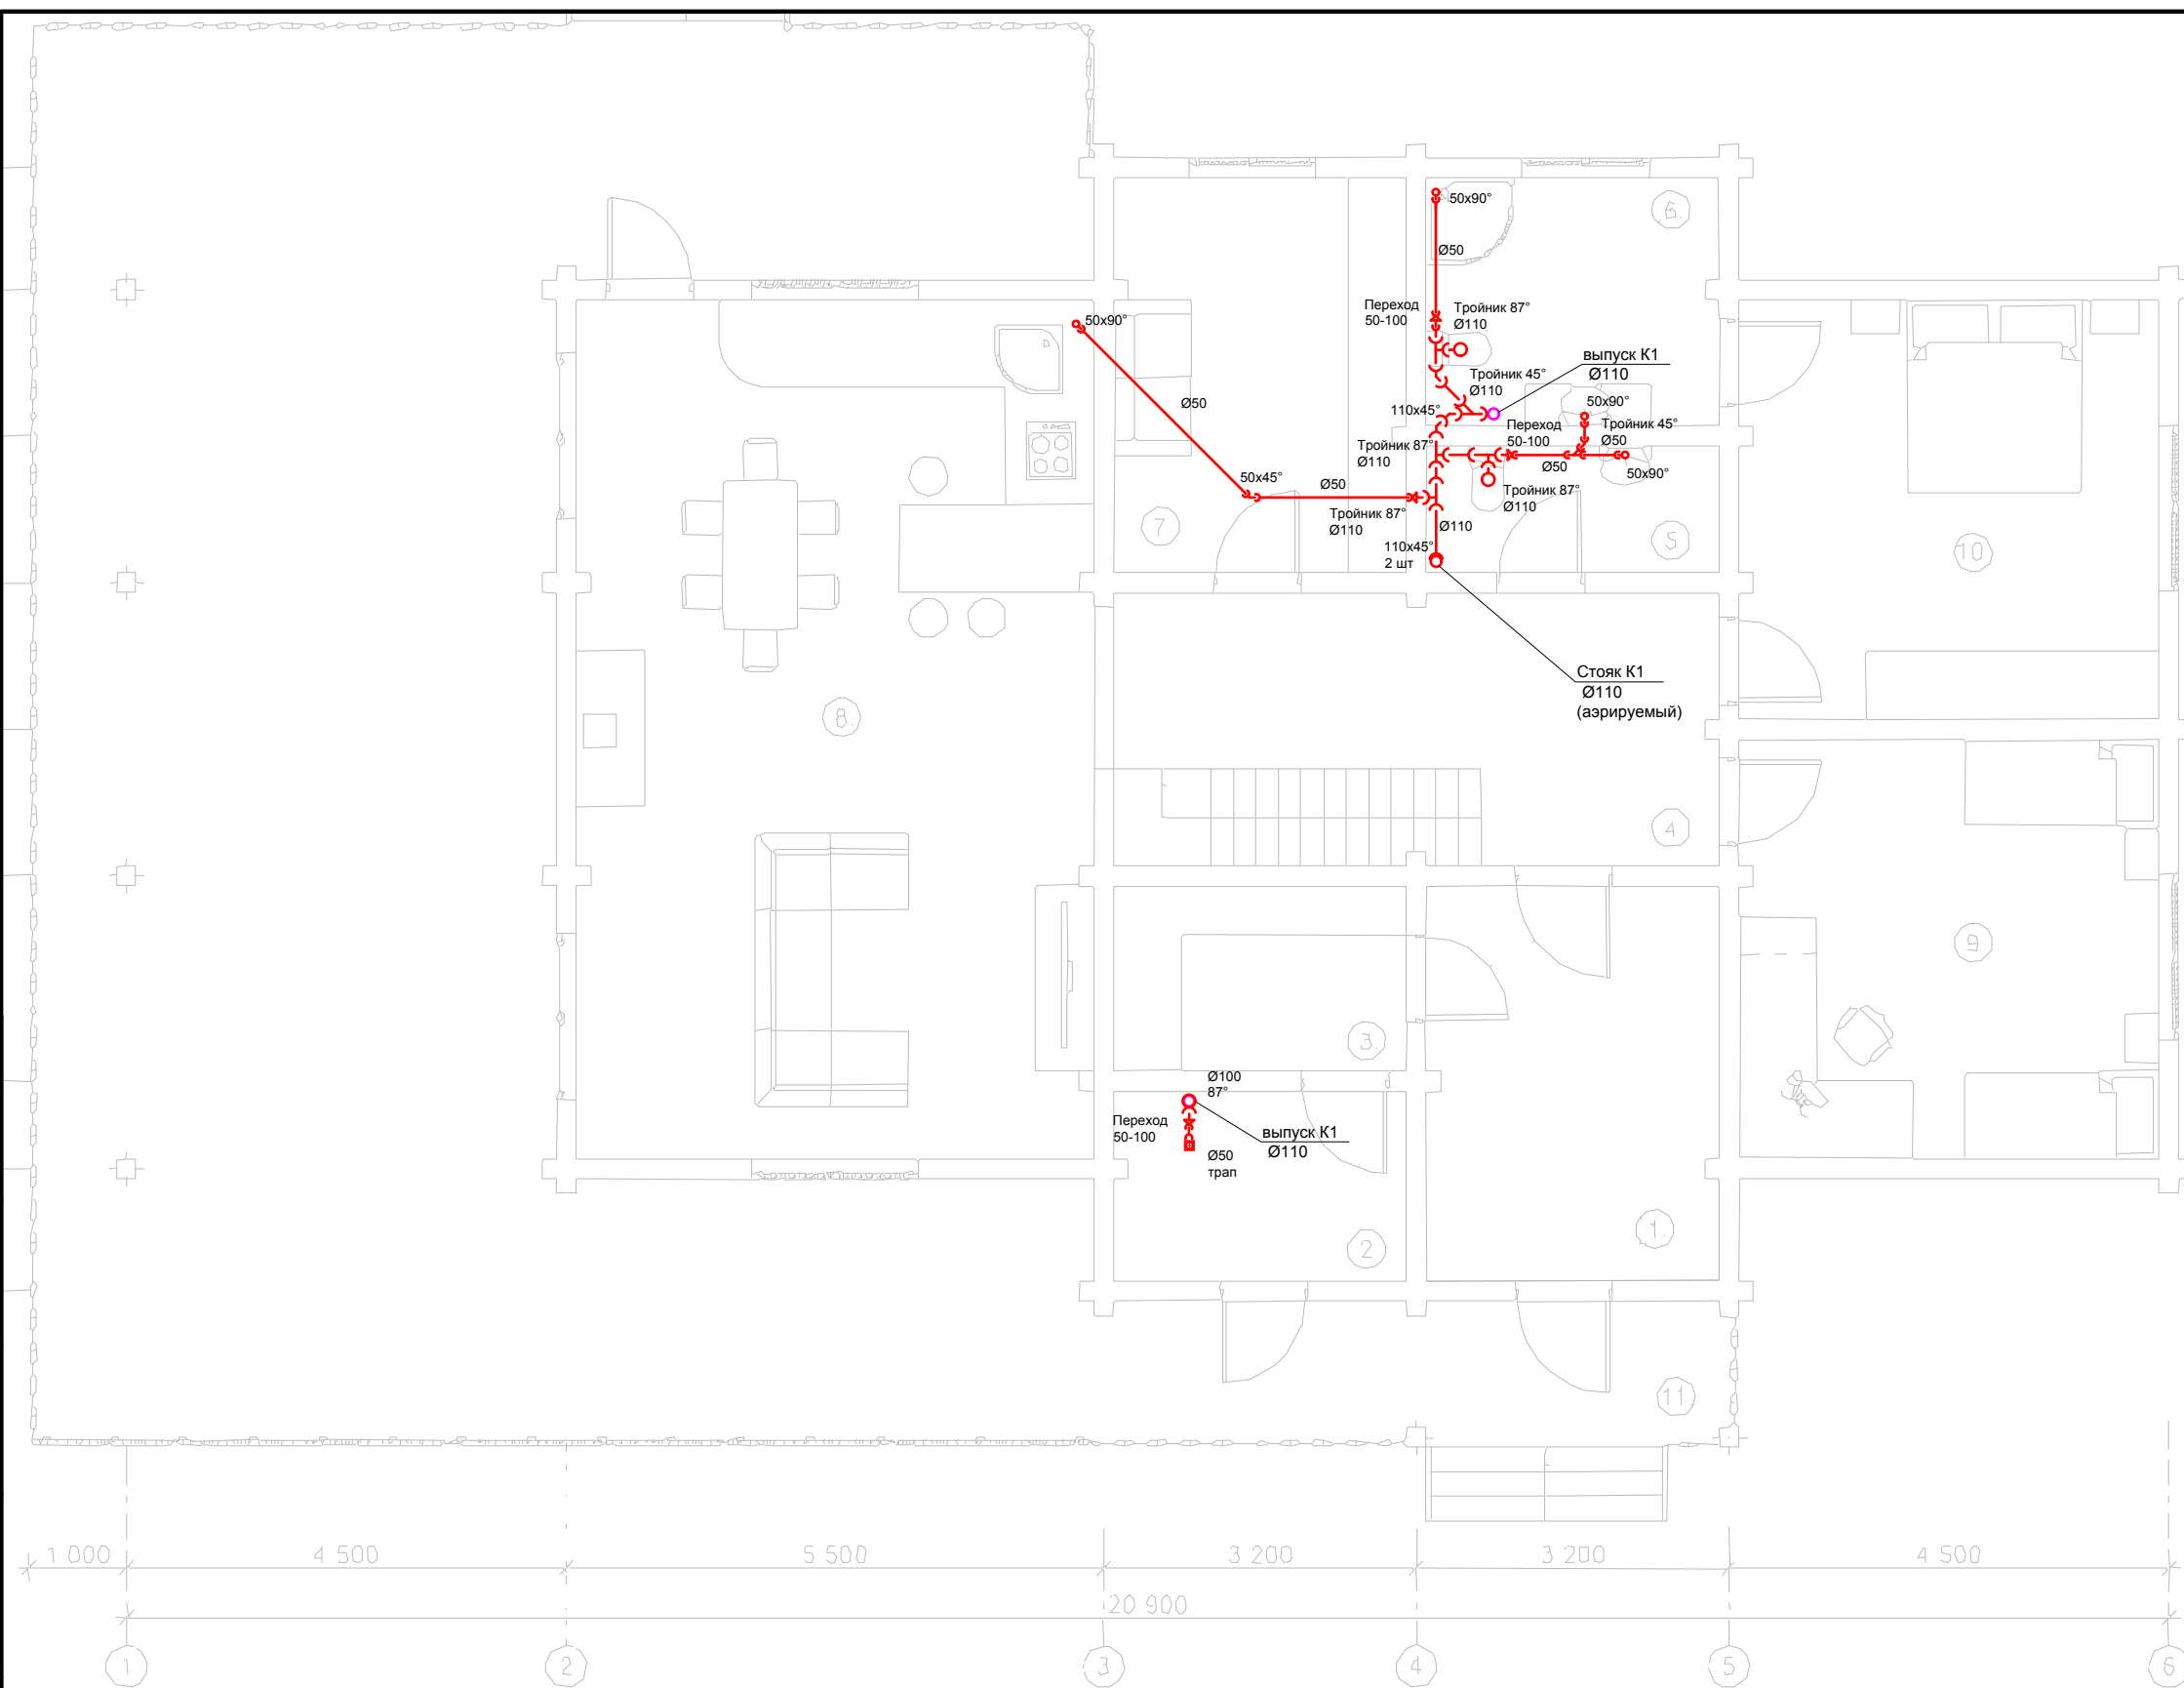 50x90°
6.
Ø50
Переход
50-100
Тройник 87°
Ø110
50x90°
выпуск К1
Ø110
Тройник 45°
Ø110
Ø50
110x45°
50x90°
Переход
50-100
Тройник 45°
Ø50
Тройник 87°
Ø110
Ø50
50x90°
50x45°
Ø50
Тройник 87°
Ø110
Тройник 87°
Ø110
Ø110
7
5
10
110x45°
2 шт
Стояк К1
Ø110
(аэрируемый)
8.
4
9
3.
Ø100
87°
Переход
50-100
выпуск К1
Ø110
Ø50
трап
1.
2
11
1 000
4 500
5 500
3 200
3 200
4 500
20 900
1
2
3
4
5
6